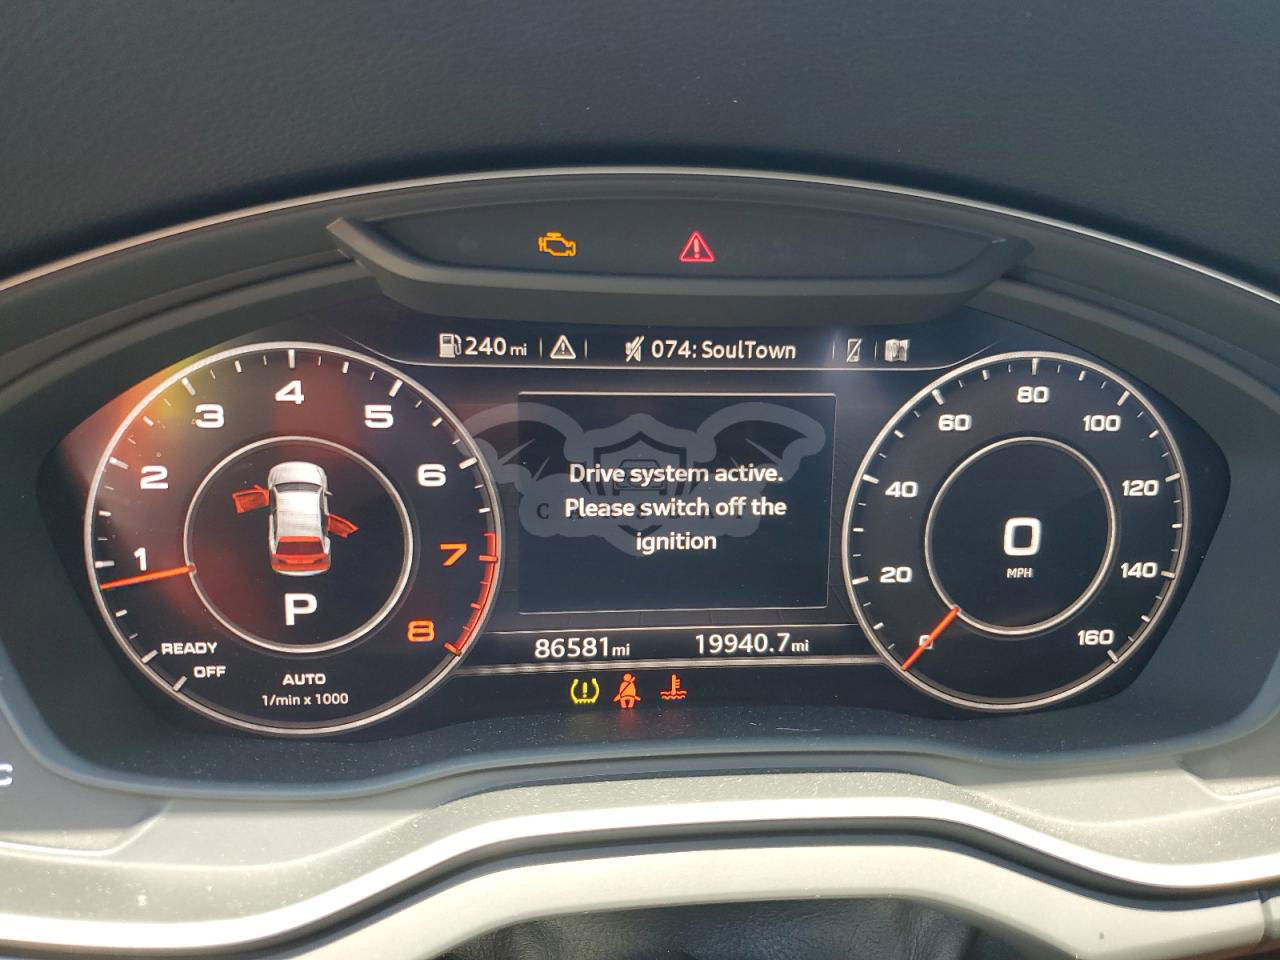 240 mi
074: SoulTown
4
3
5
2
6
1
7
8
P
READY
OFF
AUTO
1/min x 1000
Drive system active.
Please switch off the
ignition
86581 mi
19940.7 mi
80
60
100
40
120
20
140
0
160
0
MPH
C